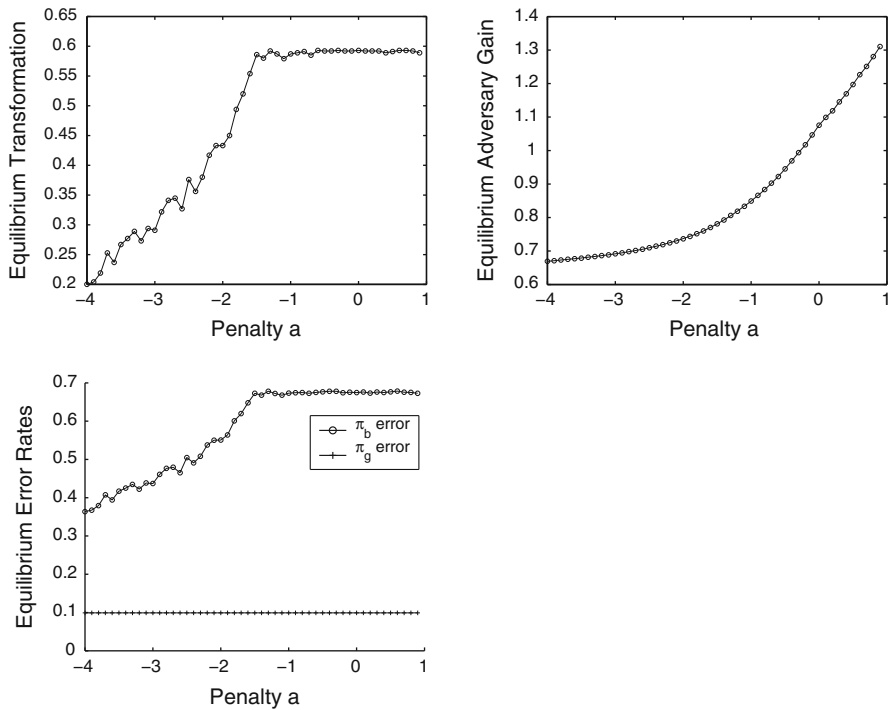 Equilibrium Transformation
0.65
0.6
0.55
0.5
0.45
0.4
0.35
0.3
0.25
0.2
−4 −3 −2 −1 0 1
Penalty a
Equilibrium Adversary Gain
1.4
1.3
1.2
1.1
1
0.9
0.8
0.7
0.6
−4 −3 −2 −1 0 1
Penalty a
Equilibrium Error Rates
0.7
0.6
0.5
0.4
0.3
0.2
0.1
0
π_b error
π_g error
−4 −3 −2 −1 0 1
Penalty a